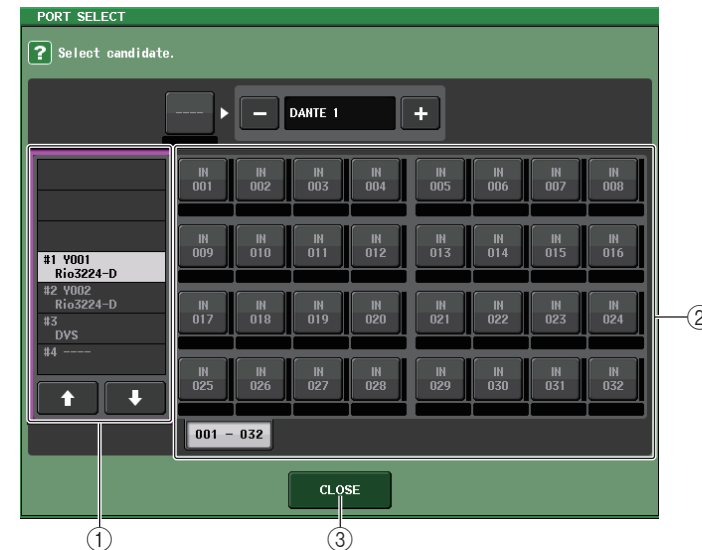 PORT SELECT
? Select candidate.
---- − DANTE 1 +
#1 Y001
Rio3224-D
#2 Y002
Rio3224-D
#3
DVS
#4 ----
IN 001 IN 002 IN 003 IN 004 IN 005 IN 006 IN 007 IN 008
IN 009 IN 010 IN 011 IN 012 IN 013 IN 014 IN 015 IN 016
IN 017 IN 018 IN 019 IN 020 IN 021 IN 022 IN 023 IN 024
IN 025 IN 026 IN 027 IN 028 IN 029 IN 030 IN 031 IN 032
001 - 032
CLOSE
① ③
②